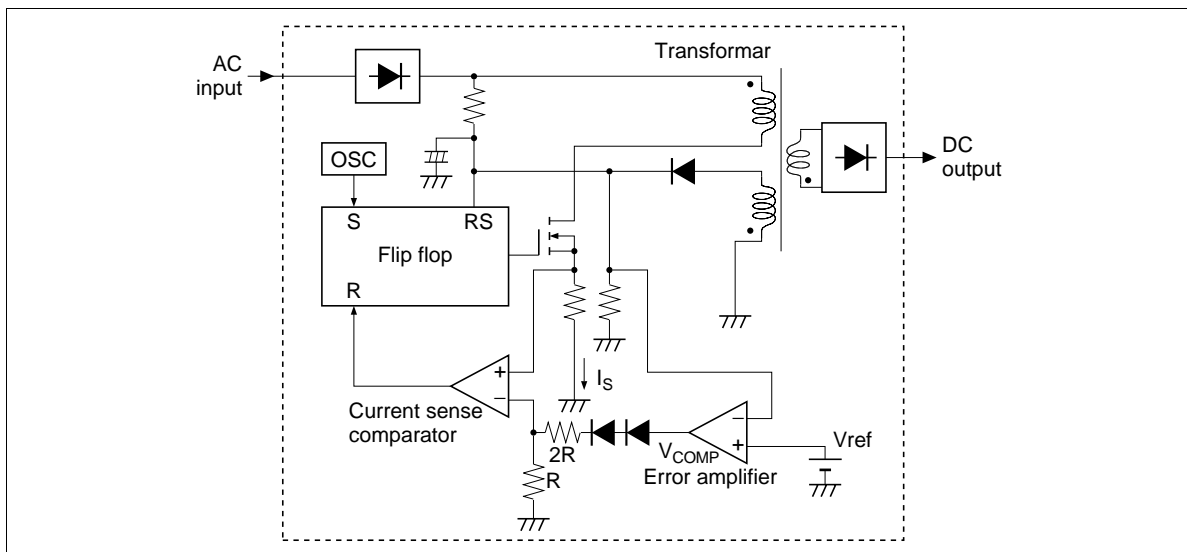 Transformar
AC
input
DC
output
OSC
S
RS
Flip flop
R
I_S
+
−
Current sense
comparator
2R
R
V_COMP
−
+
Error amplifier
Vref